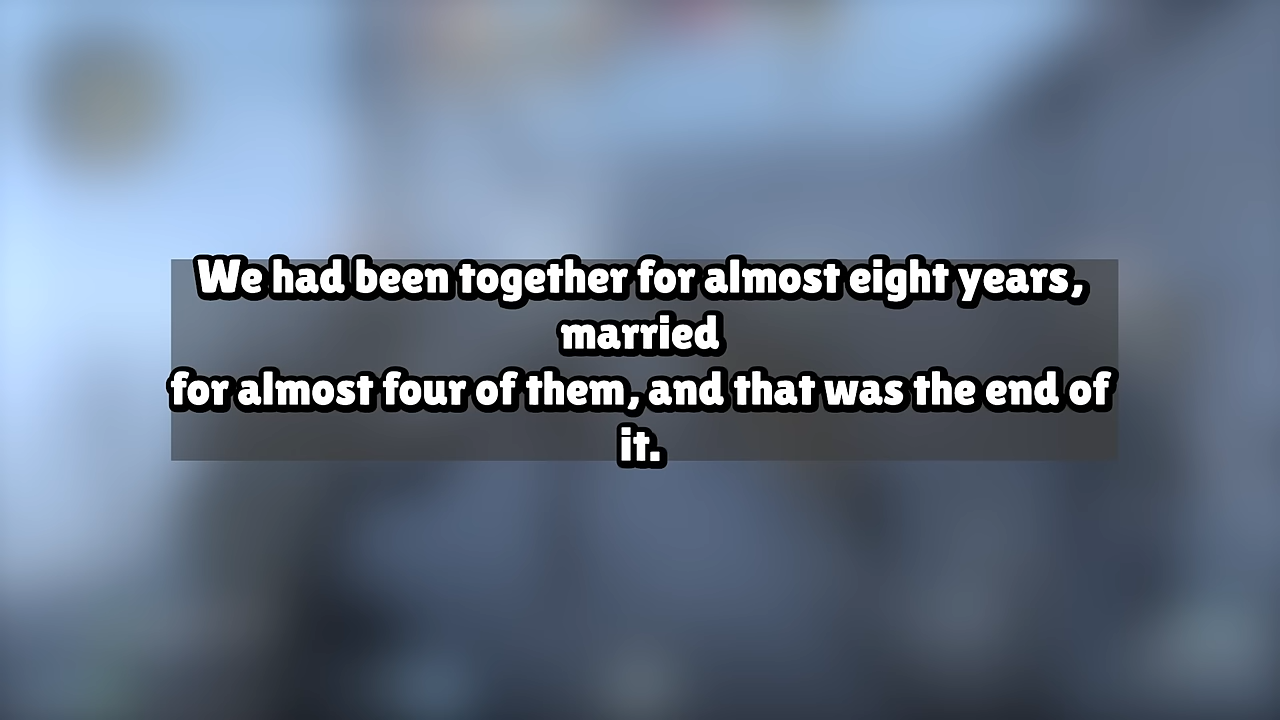 We had been together for almost eight years,
married
for almost four of them, and that was the end of
it.